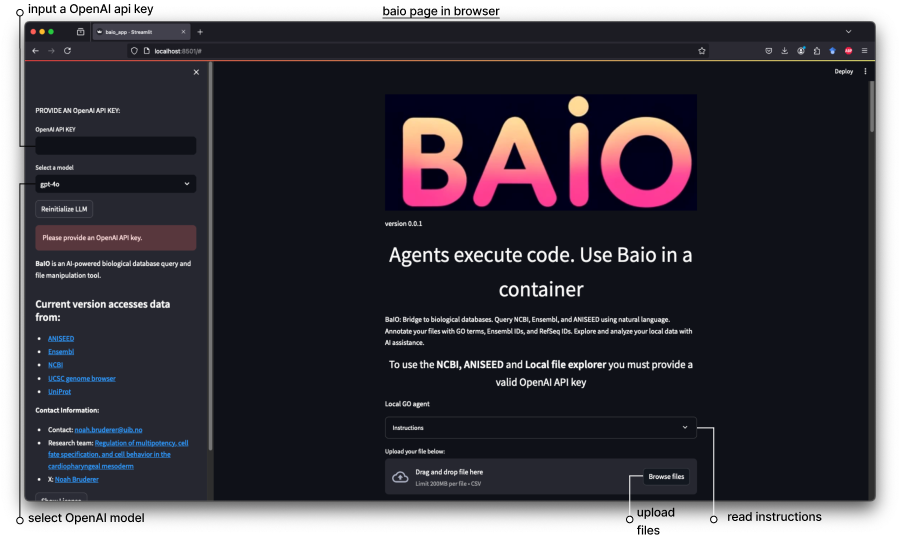 input a OpenAI api key
baio page in browser
baio_app · Streamlit
localhost:8501/#
Deploy
PROVIDE AN OpenAI API KEY:
OpenAI API KEY
Select a model
gpt-4o
Reinitialize LLM
Please provide an OpenAI API key.
BaIO is an AI-powered biological database query and
file manipulation tool.
Current version accesses data
from:
ANISEED
Ensembl
NCBI
UCSC genome browser
UniProt
Contact Information:
Contact: noah.bruderer@uib.no
Research team: Regulation of multipotency, cell
fate specification, and cell behavior in the
cardiopharyngeal mesoderm
X: Noah Bruderer
Show License
BAiO
version 0.0.1
Agents execute code. Use Baio in a
container
BaIO: Bridge to biological databases. Query NCBI, Ensembl, and ANISEED using natural language.
Annotate your files with GO terms, Ensembl IDs, and RefSeq IDs. Explore and analyze your local data with
AI assistance.
To use the NCBI, ANISEED and Local file explorer you must provide a
valid OpenAI API key
Local GO agent
Instructions
Upload your file below:
Drag and drop file here
Limit 200MB per file • CSV
Browse files
select OpenAI model
upload
files
read instructions